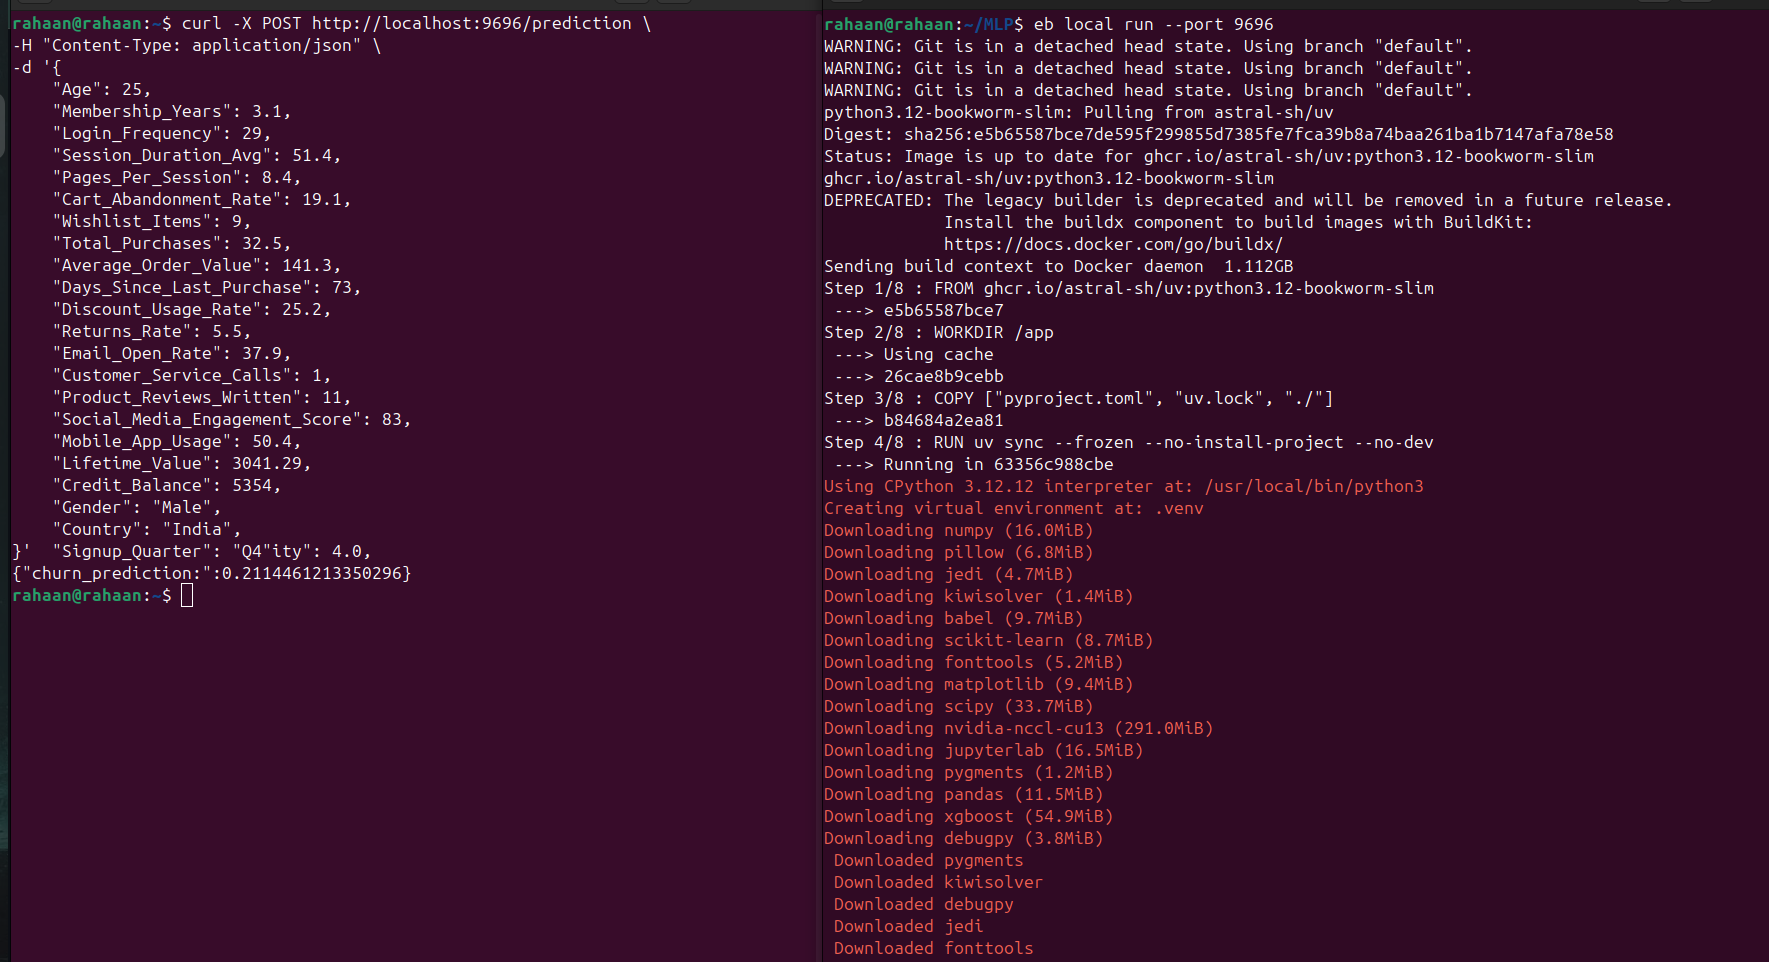 rahaan@rahaan:~$ curl -X POST http://localhost:9696/prediction \
-H "Content-Type: application/json" \
-d '{
    "Age": 25,
    "Membership_Years": 3.1,
    "Login_Frequency": 29,
    "Session_Duration_Avg": 51.4,
    "Pages_Per_Session": 8.4,
    "Cart_Abandonment_Rate": 19.1,
    "Wishlist_Items": 9,
    "Total_Purchases": 32.5,
    "Average_Order_Value": 141.3,
    "Days_Since_Last_Purchase": 73,
    "Discount_Usage_Rate": 25.2,
    "Returns_Rate": 5.5,
    "Email_Open_Rate": 37.9,
    "Customer_Service_Calls": 1,
    "Product_Reviews_Written": 11,
    "Social_Media_Engagement_Score": 83,
    "Mobile_App_Usage": 50.4,
    "Lifetime_Value": 3041.29,
    "Credit_Balance": 5354,
    "Gender": "Male",
    "Country": "India",
}'  "Signup_Quarter": "Q4"ity": 4.0,
{"churn_prediction:":0.2114461213350296}
rahaan@rahaan:~$
rahaan@rahaan:~/MLP$ eb local run --port 9696
WARNING: Git is in a detached head state. Using branch "default".
WARNING: Git is in a detached head state. Using branch "default".
WARNING: Git is in a detached head state. Using branch "default".
python3.12-bookworm-slim: Pulling from astral-sh/uv
Digest: sha256:e5b65587bce7de595f299855d7385fe7fca39b8a74baa261ba1b7147afa78e58
Status: Image is up to date for ghcr.io/astral-sh/uv:python3.12-bookworm-slim
ghcr.io/astral-sh/uv:python3.12-bookworm-slim
DEPRECATED: The legacy builder is deprecated and will be removed in a future release.
            Install the buildx component to build images with BuildKit:
            https://docs.docker.com/go/buildx/
Sending build context to Docker daemon  1.112GB
Step 1/8 : FROM ghcr.io/astral-sh/uv:python3.12-bookworm-slim
 ---> e5b65587bce7
Step 2/8 : WORKDIR /app
 ---> Using cache
 ---> 26cae8b9cebb
Step 3/8 : COPY ["pyproject.toml", "uv.lock", "./"]
 ---> b84684a2ea81
Step 4/8 : RUN uv sync --frozen --no-install-project --no-dev
 ---> Running in 63356c988cbe
Using CPython 3.12.12 interpreter at: /usr/local/bin/python3
Creating virtual environment at: .venv
Downloading numpy (16.0MiB)
Downloading pillow (6.8MiB)
Downloading jedi (4.7MiB)
Downloading kiwisolver (1.4MiB)
Downloading babel (9.7MiB)
Downloading scikit-learn (8.7MiB)
Downloading fonttools (5.2MiB)
Downloading matplotlib (9.4MiB)
Downloading scipy (33.7MiB)
Downloading nvidia-nccl-cu13 (291.0MiB)
Downloading jupyterlab (16.5MiB)
Downloading pygments (1.2MiB)
Downloading pandas (11.5MiB)
Downloading xgboost (54.9MiB)
Downloading debugpy (3.8MiB)
 Downloaded pygments
 Downloaded kiwisolver
 Downloaded debugpy
 Downloaded jedi
 Downloaded fonttools